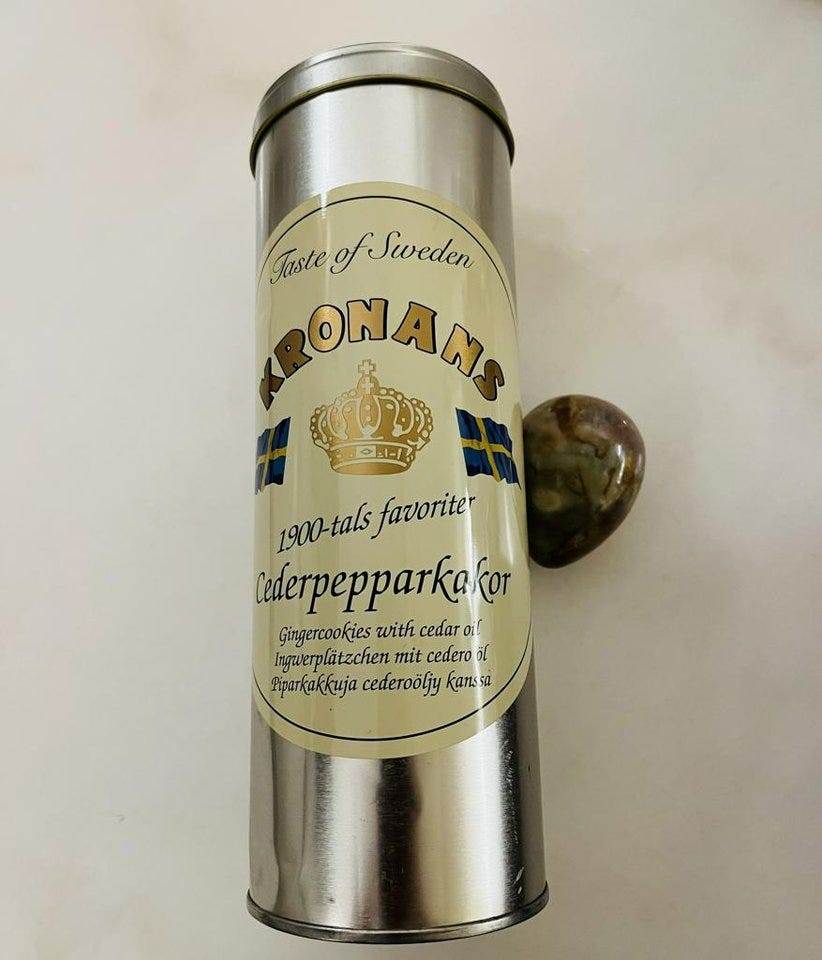 Taste of Sweden
KRONANS
1900-tals favoriter
Cederpepparkakor
Gingercookies with cedar oil
Ingwerplätzchen mit cederoöl
Piparkakkuja cederoöljy kanssa